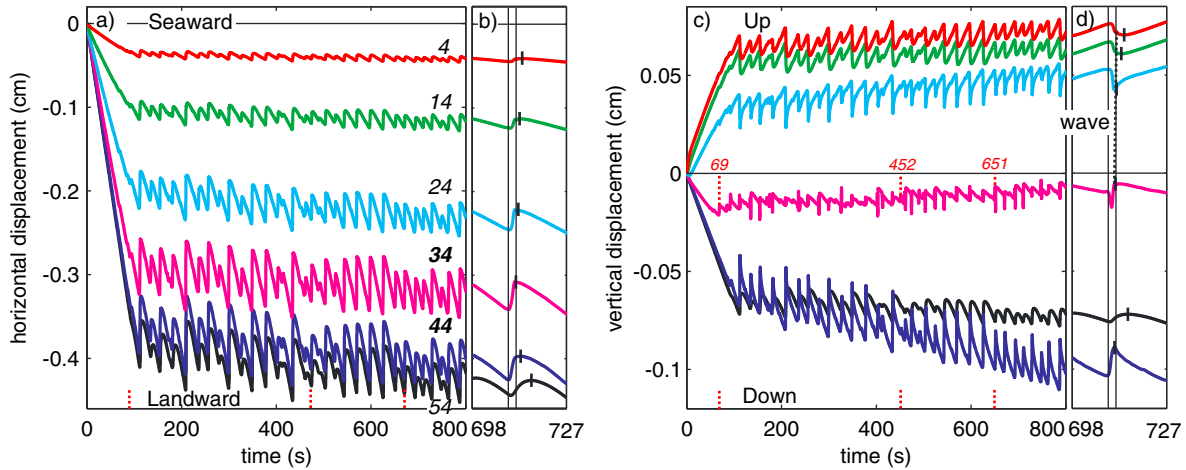 a) Seaward b)
0
-0.1
-0.2
-0.3
-0.4
horizontal displacement (cm)
4
14
24
34
44
54
Landward
0 200 400 600 800 698 727
time (s)
c) Up d)
0.05
0
-0.05
-0.1
vertical displacement (cm)
wave
69 452 651
Down
0 200 400 600 800 698 727
time (s)